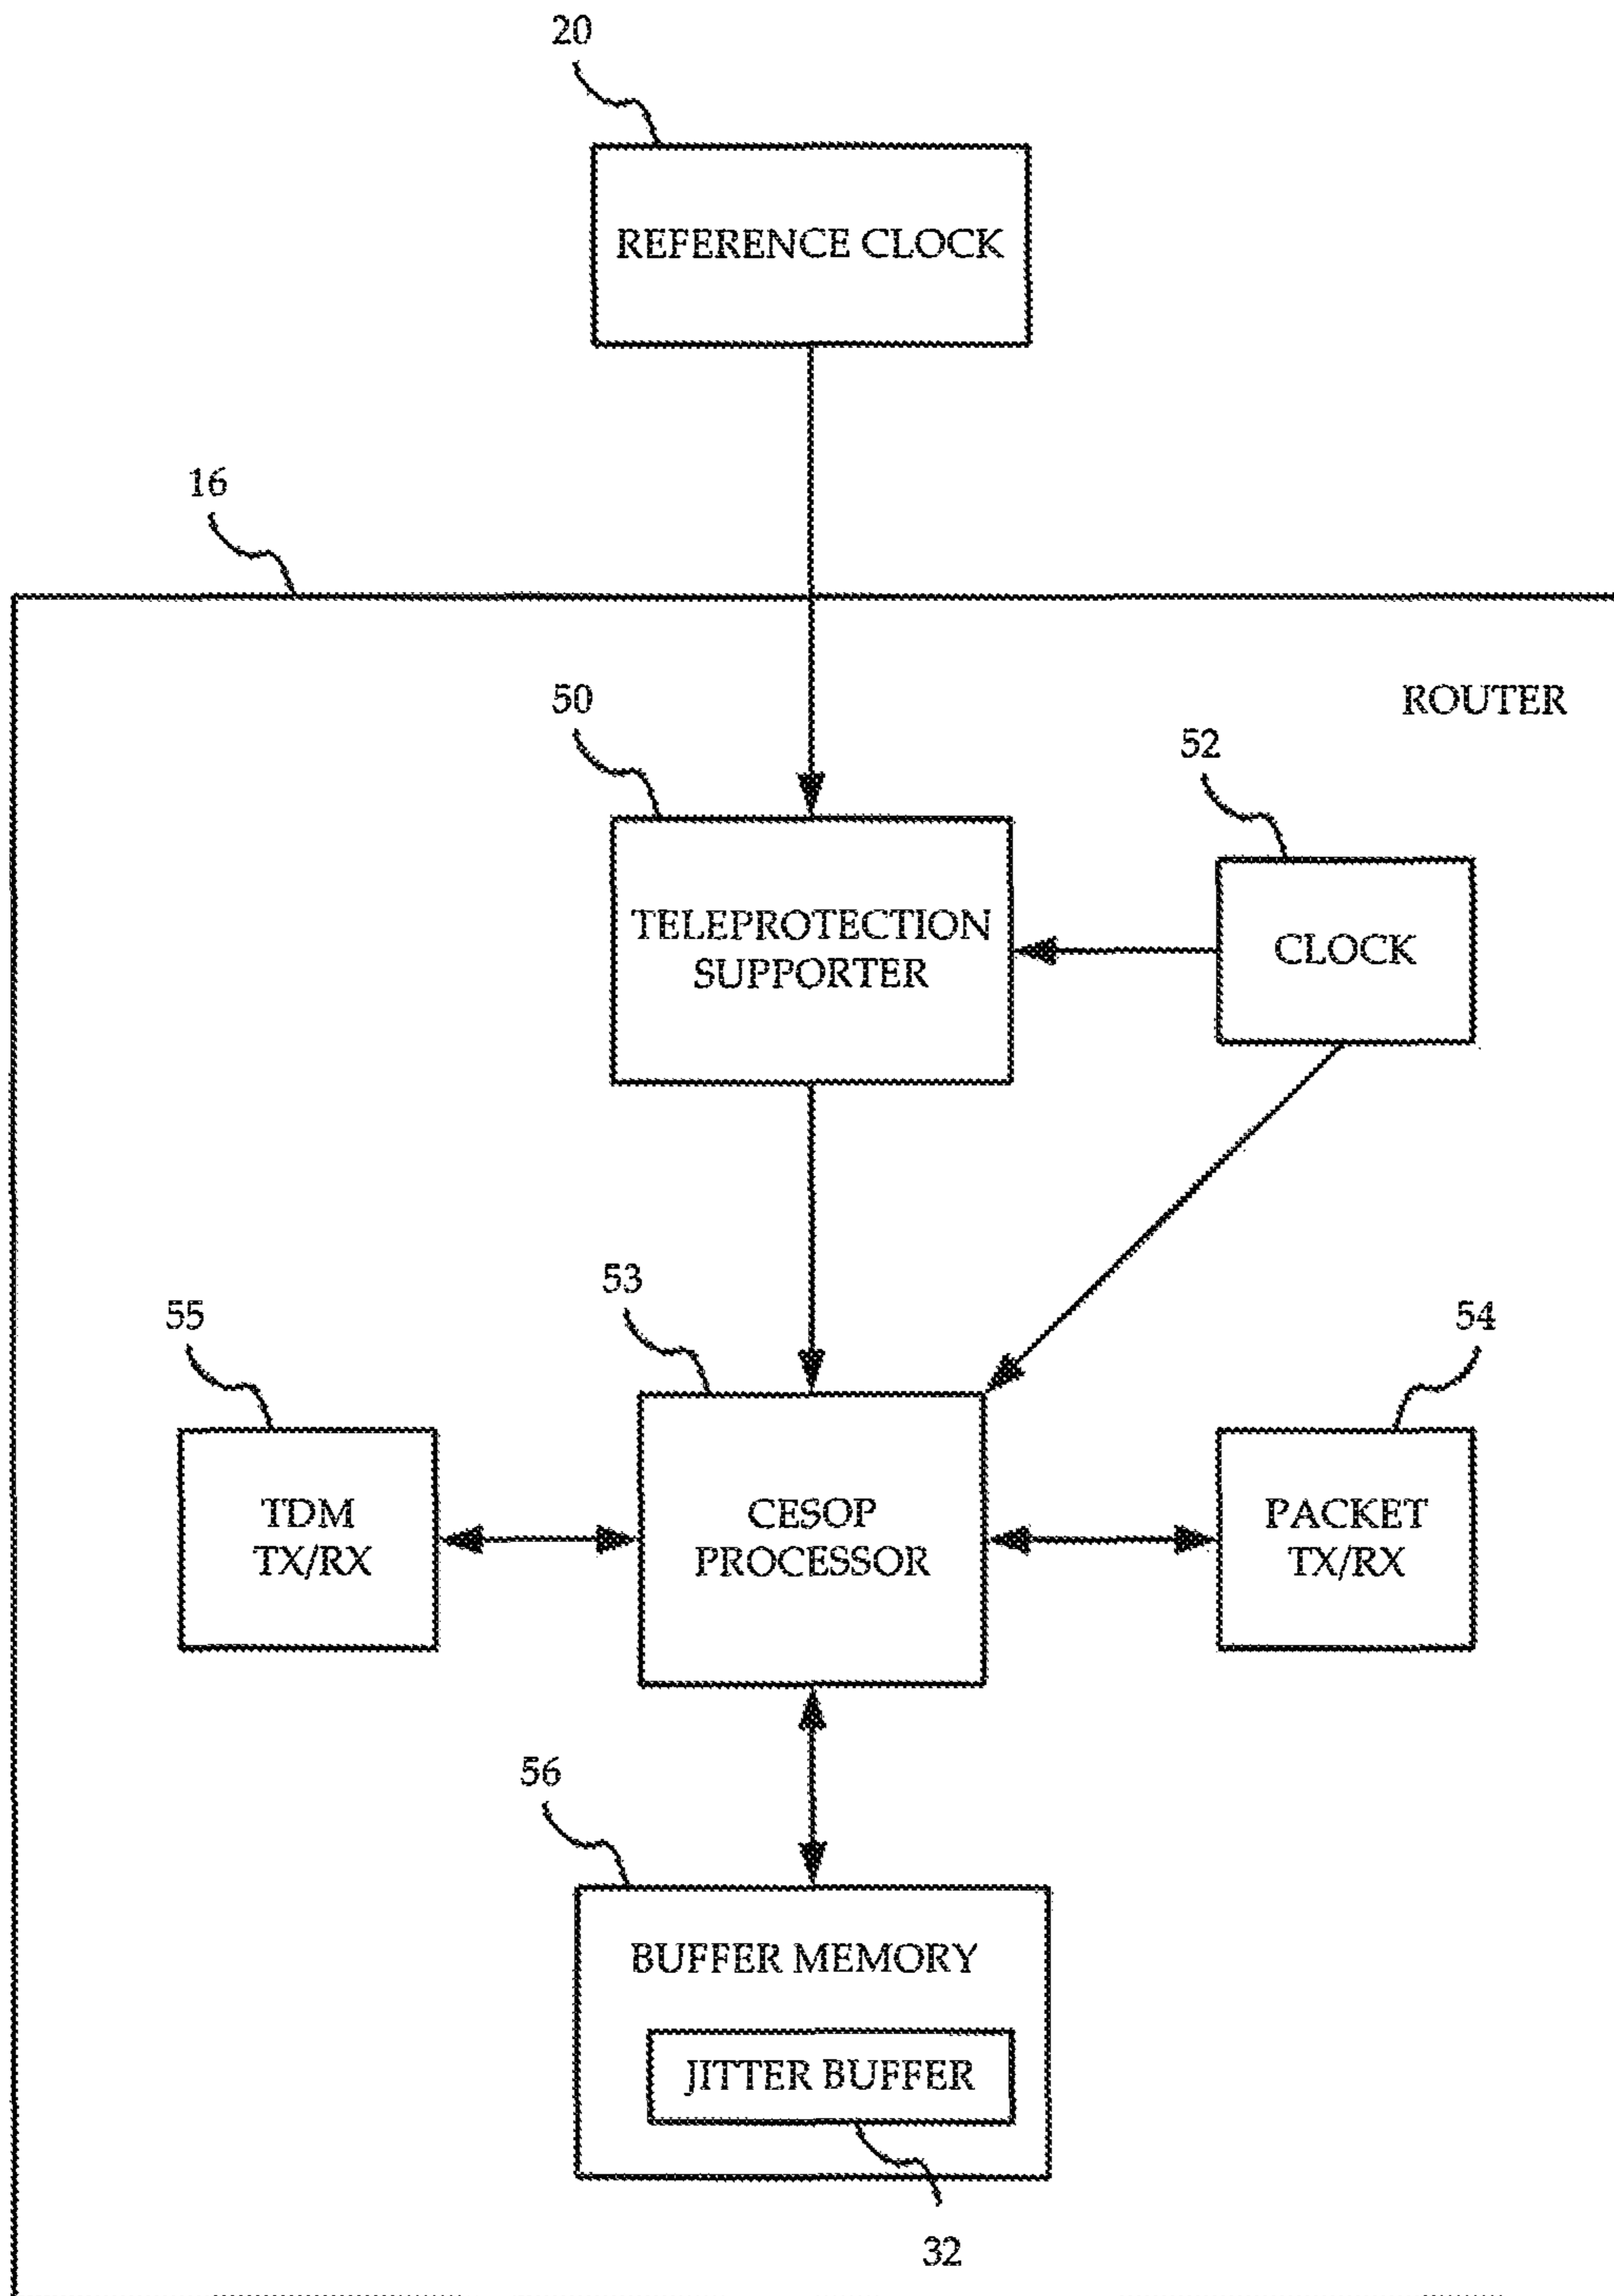 20
REFERENCE CLOCK
16
ROUTER
50
52
TELEPROTECTION
SUPPORTER
CLOCK
53
55
54
TDM
TX/RX
CESOP
PROCESSOR
PACKET
TX/RX
56
BUFFER MEMORY
JITTER BUFFER
32